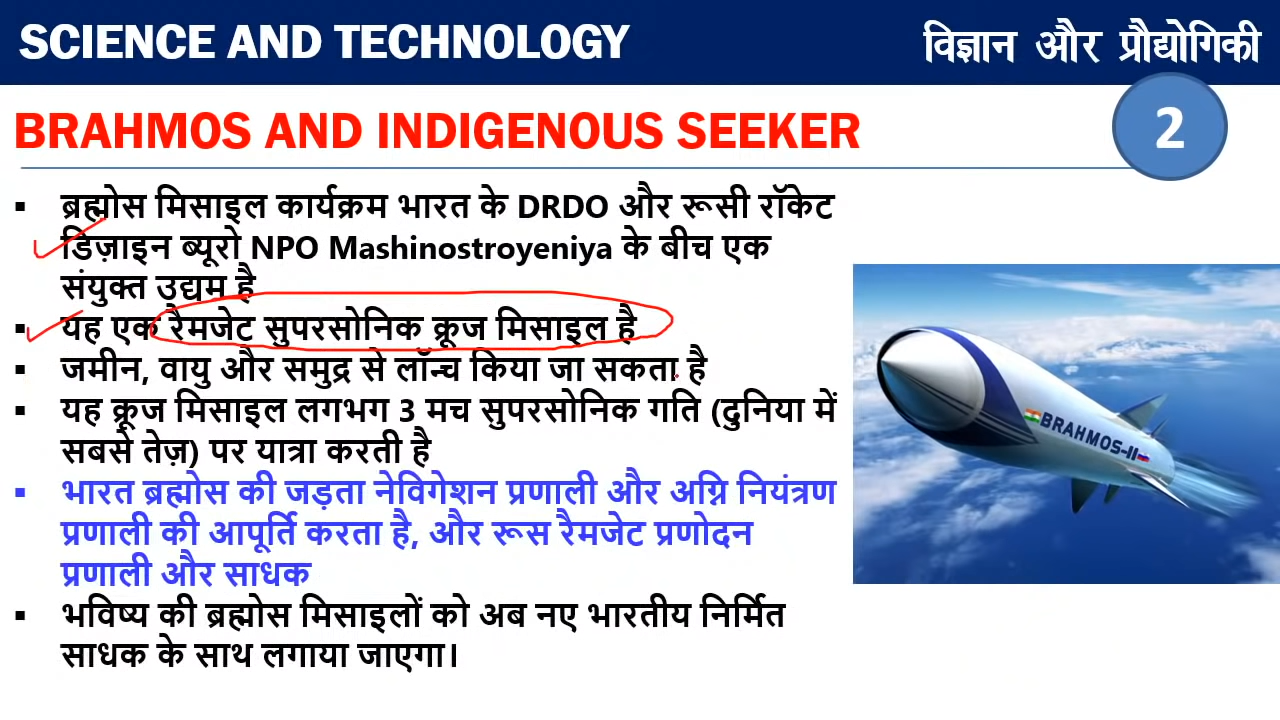 SCIENCE AND TECHNOLOGY
विज्ञान और प्रौद्योगिकी
2
BRAHMOS AND INDIGENOUS SEEKER
▪ ब्रह्मोस मिसाइल कार्यक्रम भारत के DRDO और रूसी रॉकेट
डिज़ाइन ब्यूरो NPO Mashinostroyeniya के बीच एक
संयुक्त उद्यम है
▪ यह एक रैमजेट सुपरसोनिक क्रूज मिसाइल है
▪ जमीन, वायु और समुद्र से लॉन्च किया जा सकता है
▪ यह क्रूज मिसाइल लगभग 3 मच सुपरसोनिक गति (दुनिया में
सबसे तेज़) पर यात्रा करती है
▪ भारत ब्रह्मोस की जड़ता नेविगेशन प्रणाली और अग्नि नियंत्रण
प्रणाली की आपूर्ति करता है, और रूस रैमजेट प्रणोदन
प्रणाली और साधक
▪ भविष्य की ब्रह्मोस मिसाइलों को अब नए भारतीय निर्मित
साधक के साथ लगाया जाएगा।
BRAHMOS-II